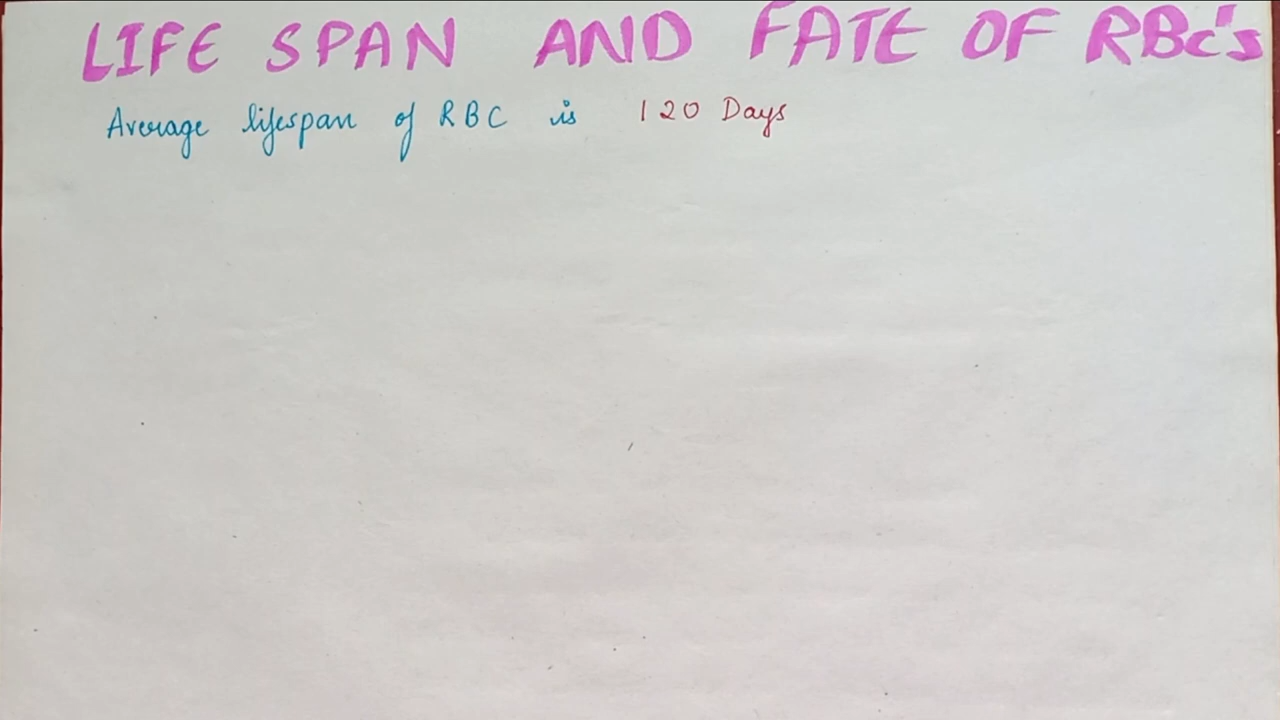 LIFE SPAN AND FATE OF RBC's
Average lifespan of RBC is 120 Days